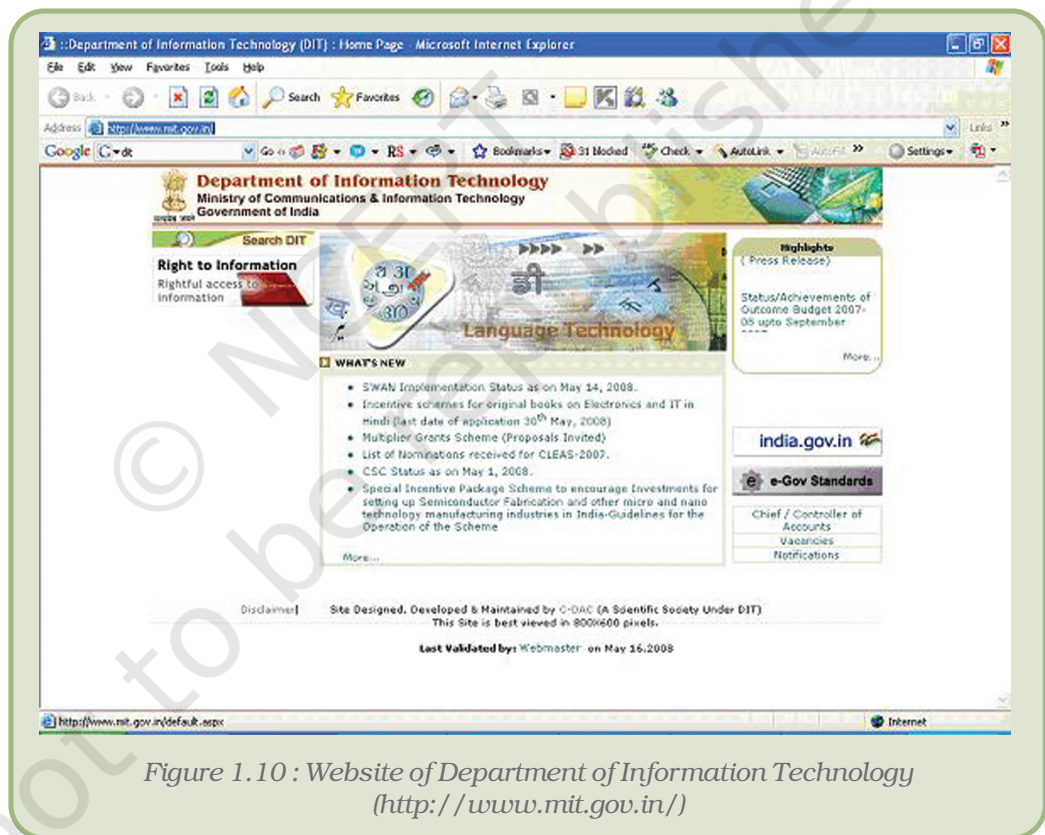 ::Department of Information Technology (DIT) : Home Page - Microsoft Internet Explorer
File Edit View Favorites Tools Help
Back Search Favorites
Address http://www.mit.gov.in/ Links »
Google Go Bookmarks 31 blocked Check AutoLink AutoFill » Settings
Department of Information Technology
Ministry of Communications & Information Technology
Government of India
Search DIT
Right to Information
Rightful access to
information
Language Technology
Highlights
( Press Release)
Status/Achievements of
Outcome Budget 2007-
08 upto September
More...
WHAT'S NEW
• SWAN Implementation Status as on May 14, 2008.
• Incentive schemes for original books on Electronics and IT in
Hindi (last date of application 30th May, 2008)
• Multiplier Grants Scheme (Proposals Invited)
• List of Nominations received for CLEAS-2007.
• CSC Status as on May 1, 2008.
• Special Incentive Package Scheme to encourage Investments for
setting up Semiconductor Fabrication and other micro and nano
technology manufacturing industries in India-Guidelines for the
Operation of the Scheme
More...
india.gov.in
e e-Gov Standards
Chief / Controller of
Accounts
Vacancies
Notifications
Disclaimer| Site Designed, Developed & Maintained by C-DAC (A Scientific Society Under DIT)
This Site is best viewed in 800X600 pixels.
Last Validated by: Webmaster on May 16.2008
http://www.mit.gov.in/default.aspx Internet
Figure 1.10 : Website of Department of Information Technology
(http://www.mit.gov.in/)
© NCERT
not to be republished